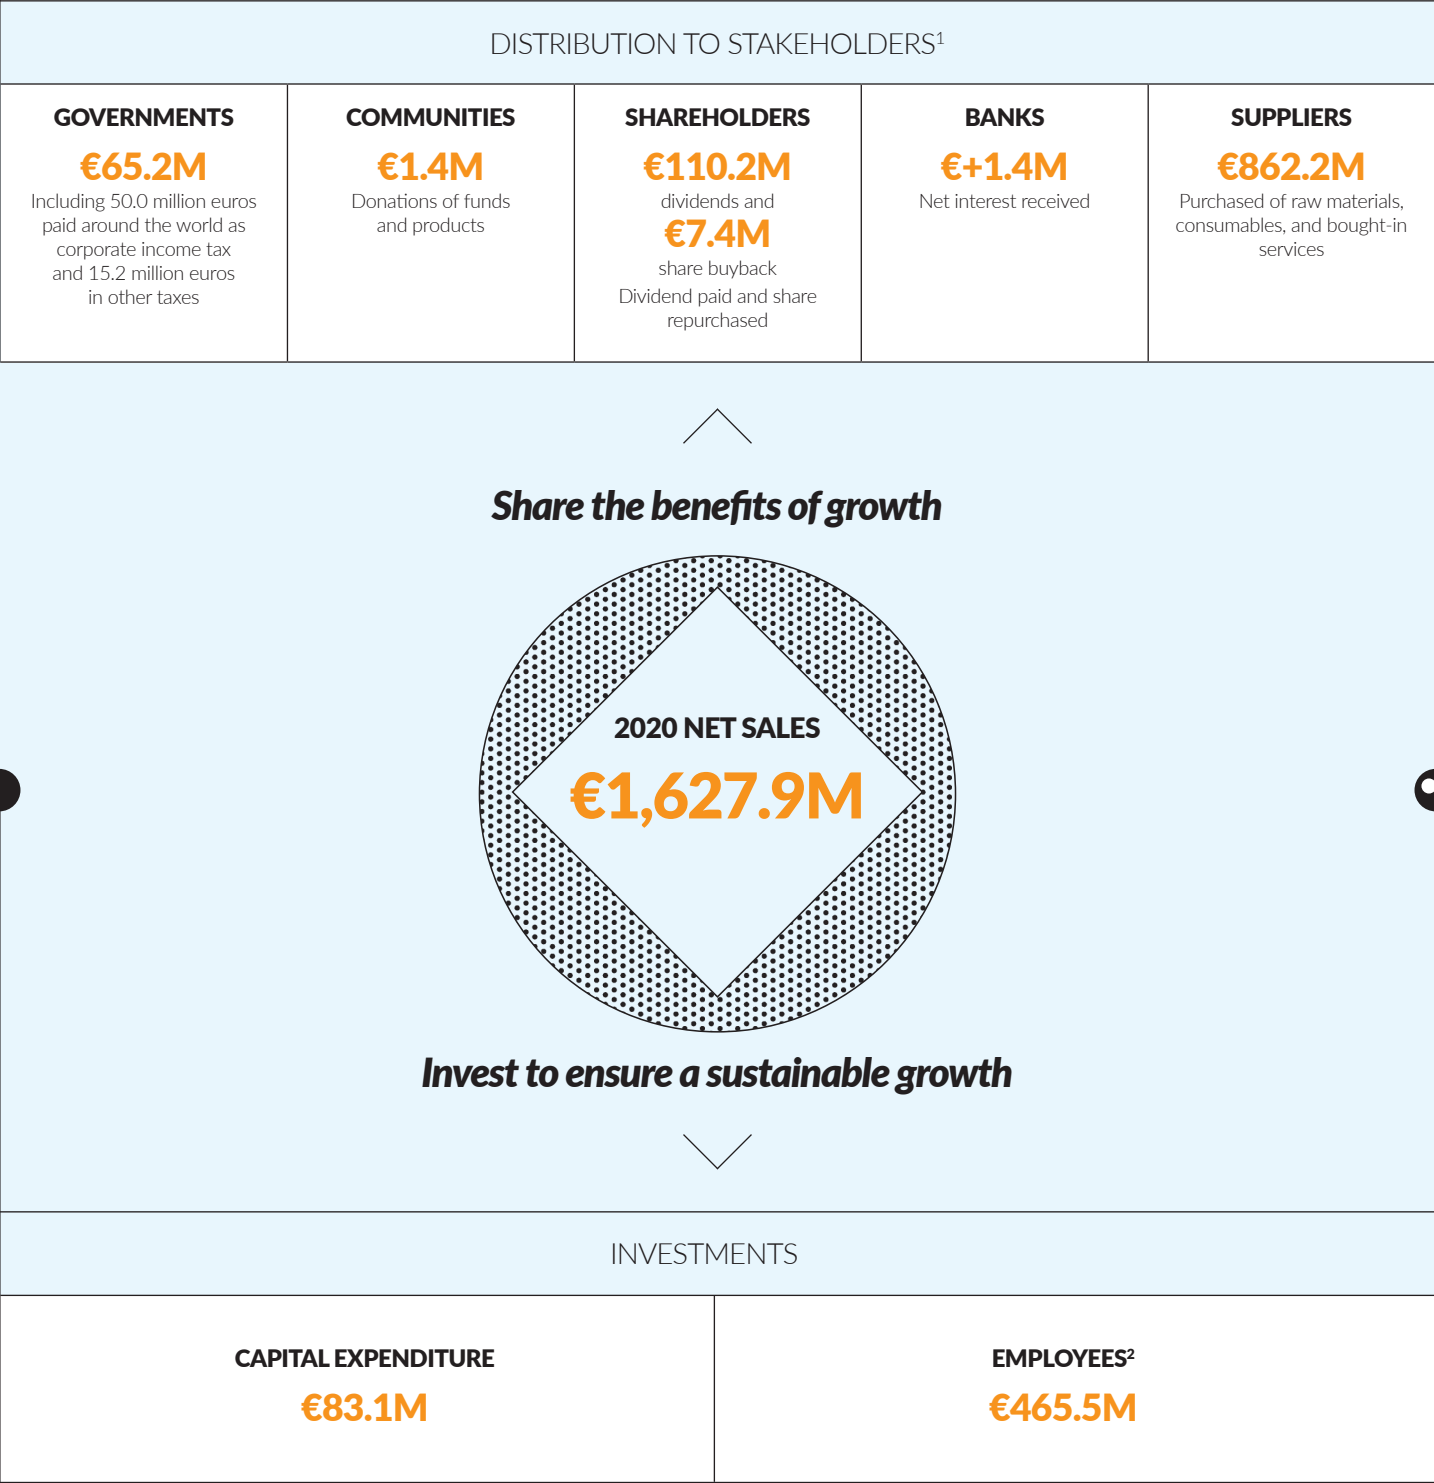 DISTRIBUTION TO STAKEHOLDERS¹
GOVERNMENTS
€65.2M
Including 50.0 million euros
paid around the world as
corporate income tax
and 15.2 million euros
in other taxes
COMMUNITIES
€1.4M
Donations of funds
and products
SHAREHOLDERS
€110.2M
dividends and
€7.4M
share buyback
Dividend paid and share
repurchased
BANKS
€+1.4M
Net interest received
SUPPLIERS
€862.2M
Purchased of raw materials,
consumables, and bought-in
services
Share the benefits of growth
2020 NET SALES
€1,627.9M
Invest to ensure a sustainable growth
INVESTMENTS
CAPITAL EXPENDITURE
€83.1M
EMPLOYEES²
€465.5M